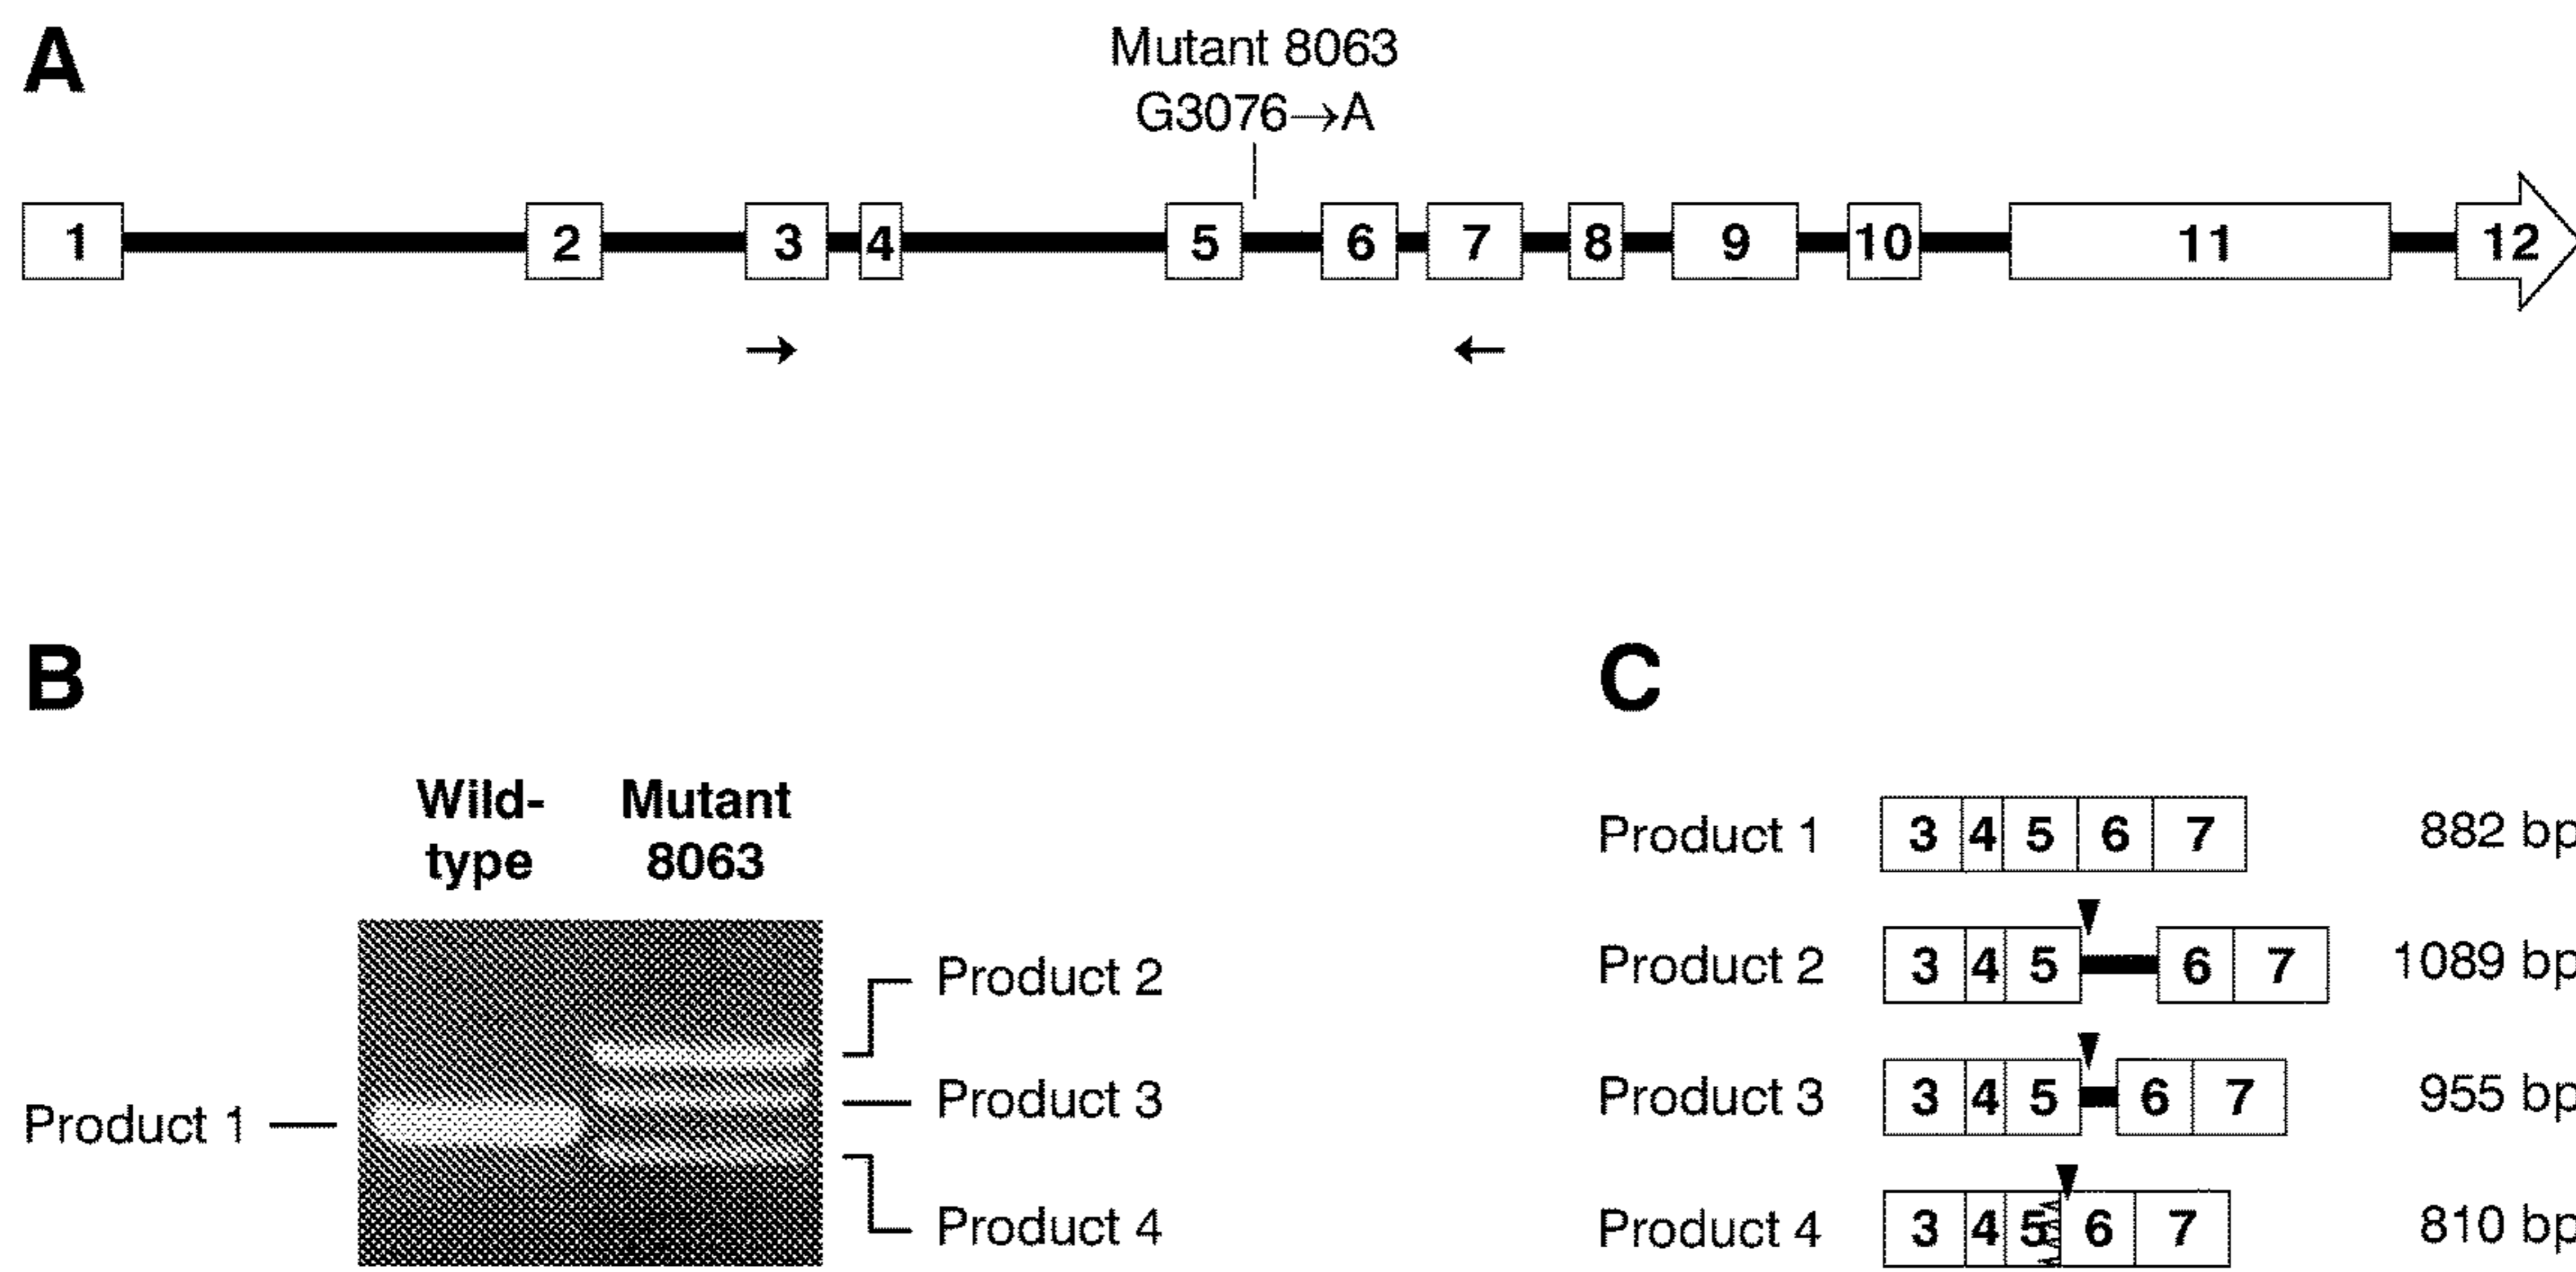 A
Mutant 8063
G3076→A
1 2 3 4 5 6 7 8 9 10 11 12
B
Wild-
type
Mutant
8063
Product 1
Product 2
Product 3
Product 4
C
Product 1 3 4 5 6 7 882 bp
Product 2 3 4 5 6 7 1089 bp
Product 3 3 4 5 6 7 955 bp
Product 4 3 4 5 6 7 810 bp